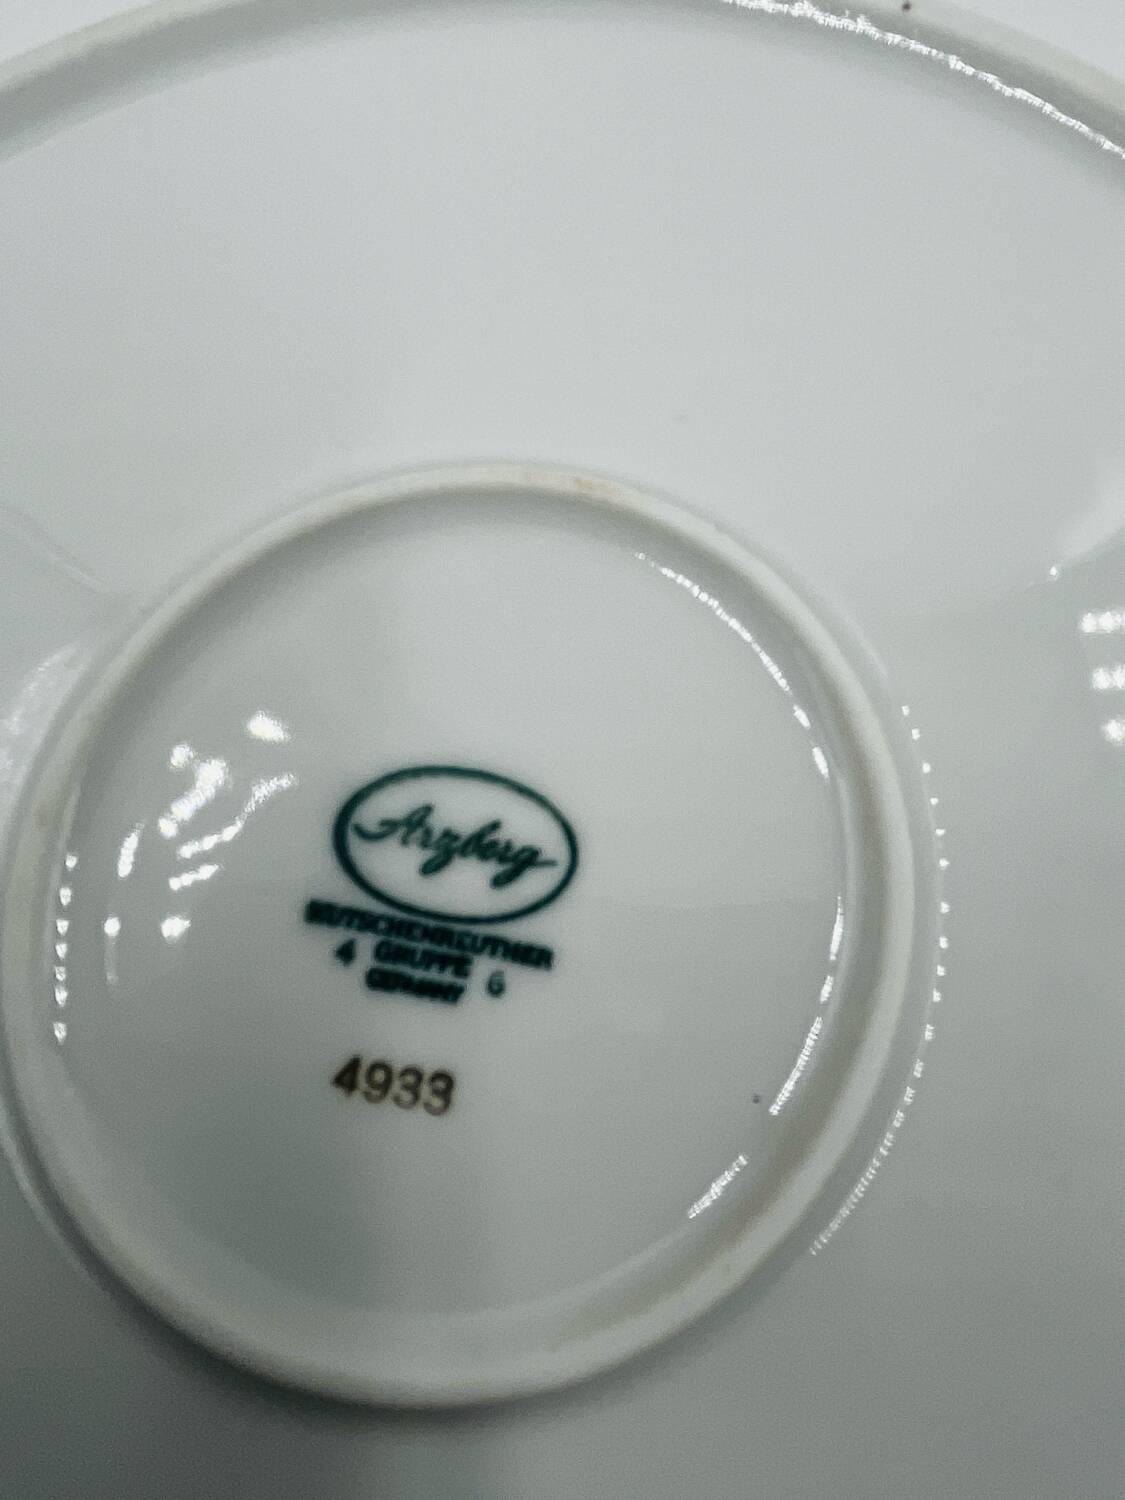 Arzberg
HUTSCHENREUTHER
4 GRUPPE 6
GERMANY
4933